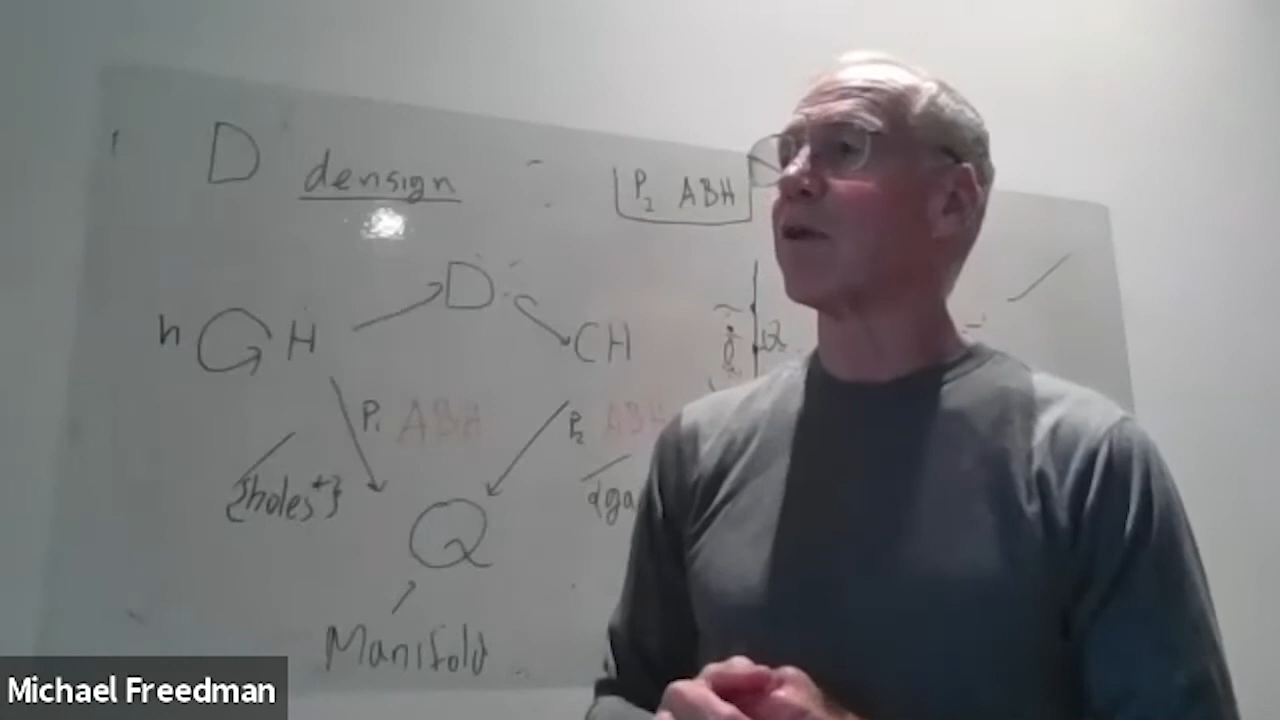 D densign P₂ ABH
D
h H CH
P₁ ABH P₂ ABH
{holes⁺}
Q
Manifold
Michael Freedman